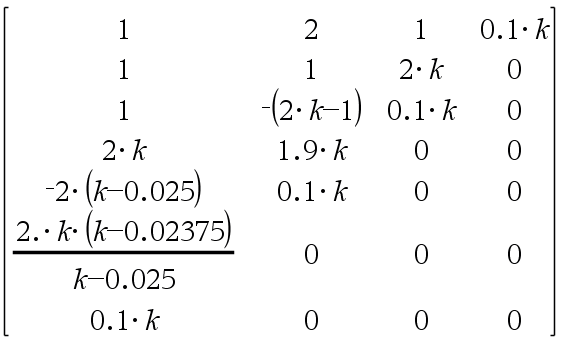 1 2 1 0.1·k
1 1 2·k 0
1 -(2·k-1) 0.1·k 0
2·k 1.9·k 0 0
-2·(k-0.025) 0.1·k 0 0
2.·k·(k-0.02375)
k-0.025 0 0 0
0.1·k 0 0 0